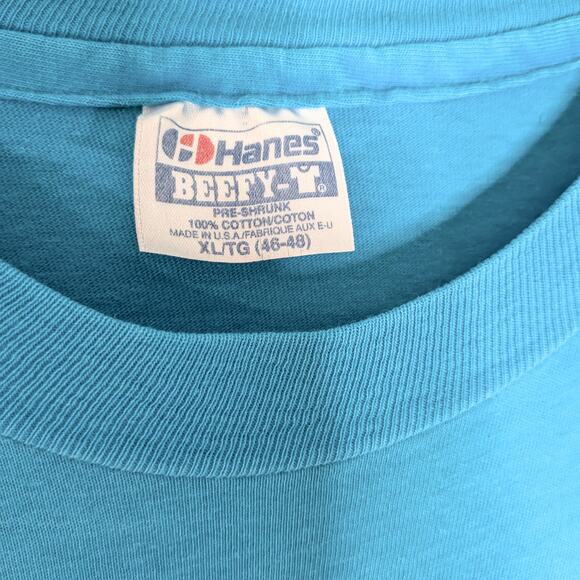 Hanes®
BEEFY-T®
PRE-SHRUNK
100% COTTON/COTON
MADE IN U.S.A/FABRIQUE AUX E-U
XL/TG (46-48)